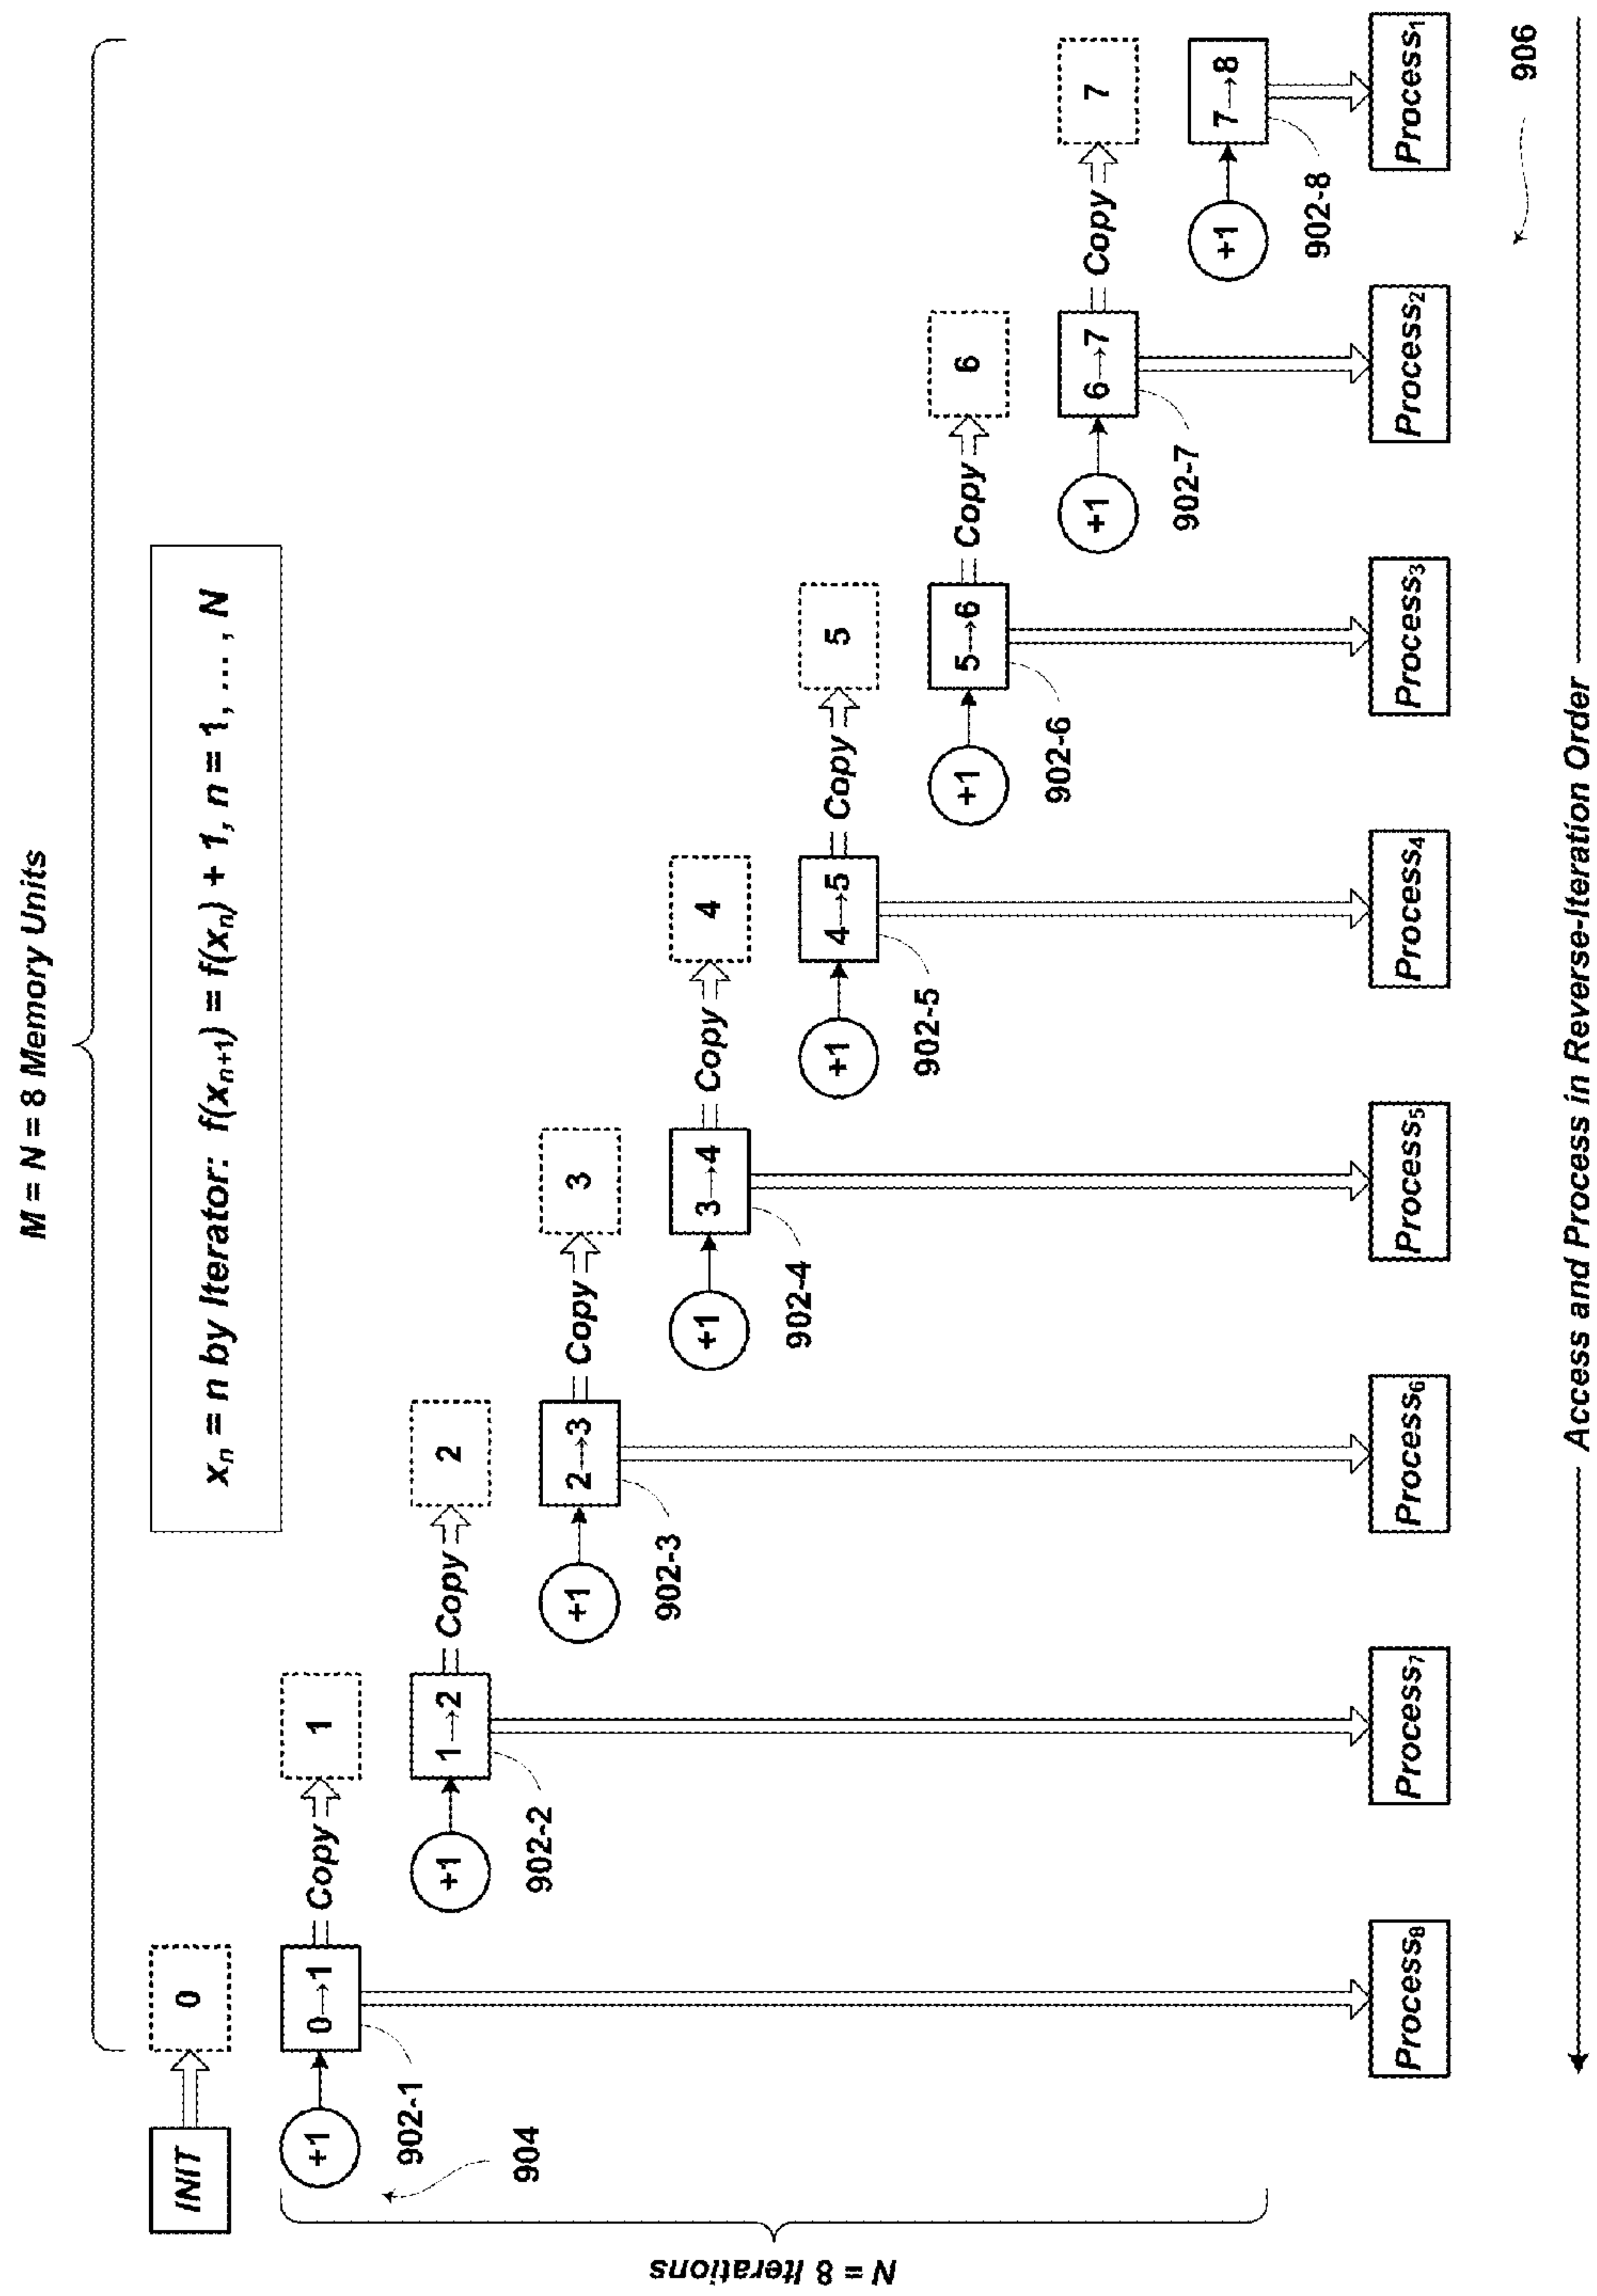 M = N = 8 Memory Units
xn = n by Iterator: f(xn+1) = f(xn) + 1, n = 1, ... , N
INIT
0
+1
0→1
Copy
1
902-1
904
+1
1→2
Copy
2
902-2
+1
2→3
Copy
3
902-3
+1
3→4
Copy
4
902-4
+1
4→5
Copy
5
902-5
+1
5→6
Copy
6
902-6
+1
6→7
Copy
7
902-7
+1
7→8
902-8
N = 8 Iterations
Process8
Process7
Process6
Process5
Process4
Process3
Process2
Process1
906
Access and Process in Reverse-Iteration Order